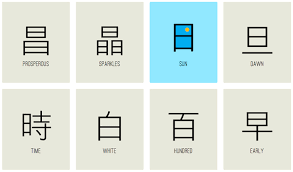 昌 晶 日 旦
PROSPEROUS SPARKLES SUN DAWN
時 白 百 早
TIME WHITE HUNDRED EARLY